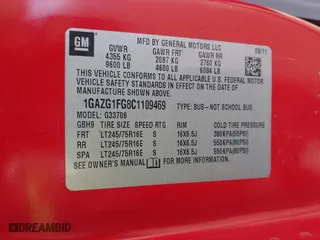 GM
MFD BY GENERAL MOTORS LLC
09/11
GVWR GAWR FRT GAWR RR
4355 KG 2087 KG 2760 KG
9600 LB 4600 LB 6084 LB
THIS VEHICLE CONFORMS TO ALL APPLICABLE U.S. FEDERAL MOTOR
VEHICLE SAFETY STANDARDS IN EFFECT ON THE DATE OF
MANUFACTURE SHOWN ABOVE.
1GAZG1FG8C1109469 TYPE: BUS-NOT SCHOOL BUS
MODEL: G33706
GBH9 TIRE SIZE SPEED RTG RIM COLD TIRE PRESSURE
FRT LT245/75R16E S 16X6.5J 380KPA(55PSI)
RR LT245/75R16E S 16X6.5J 550KPA(80PSI)
SPA LT245/75R16E S 16X6.5J 550KPA(80PSI)
SEE OWNER'S MANUAL FOR ADDITIONAL INFORMATION.
DREAMBID